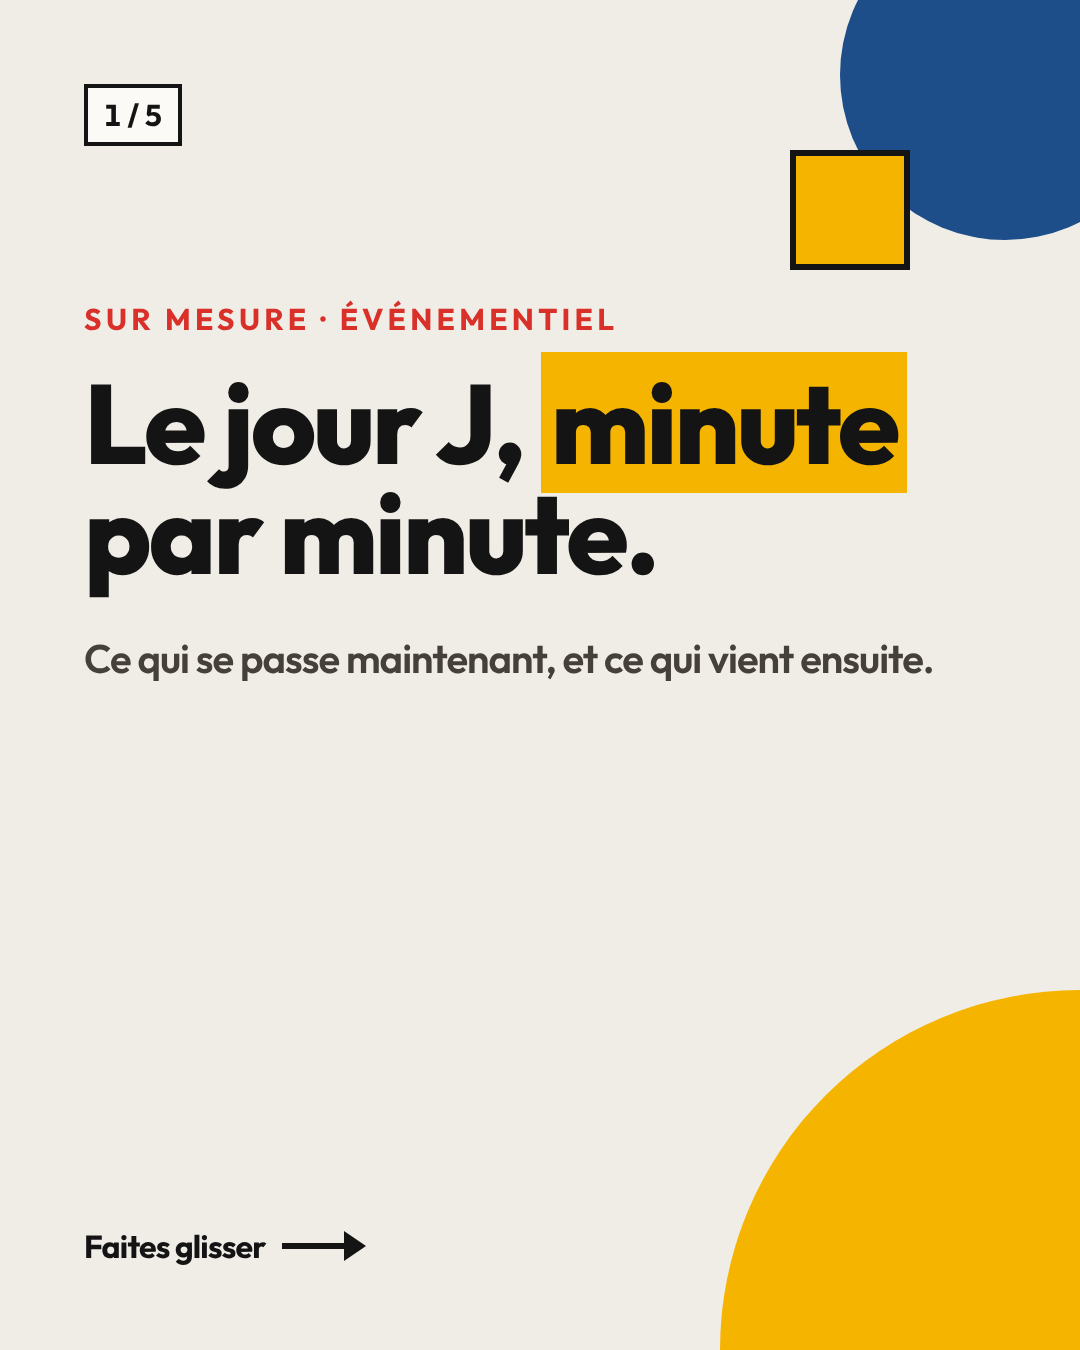 1 / 5
SUR MESURE · ÉVÉNEMENTIEL
Le jour J, minute
par minute.
Ce qui se passe maintenant, et ce qui vient ensuite.
Faites glisser